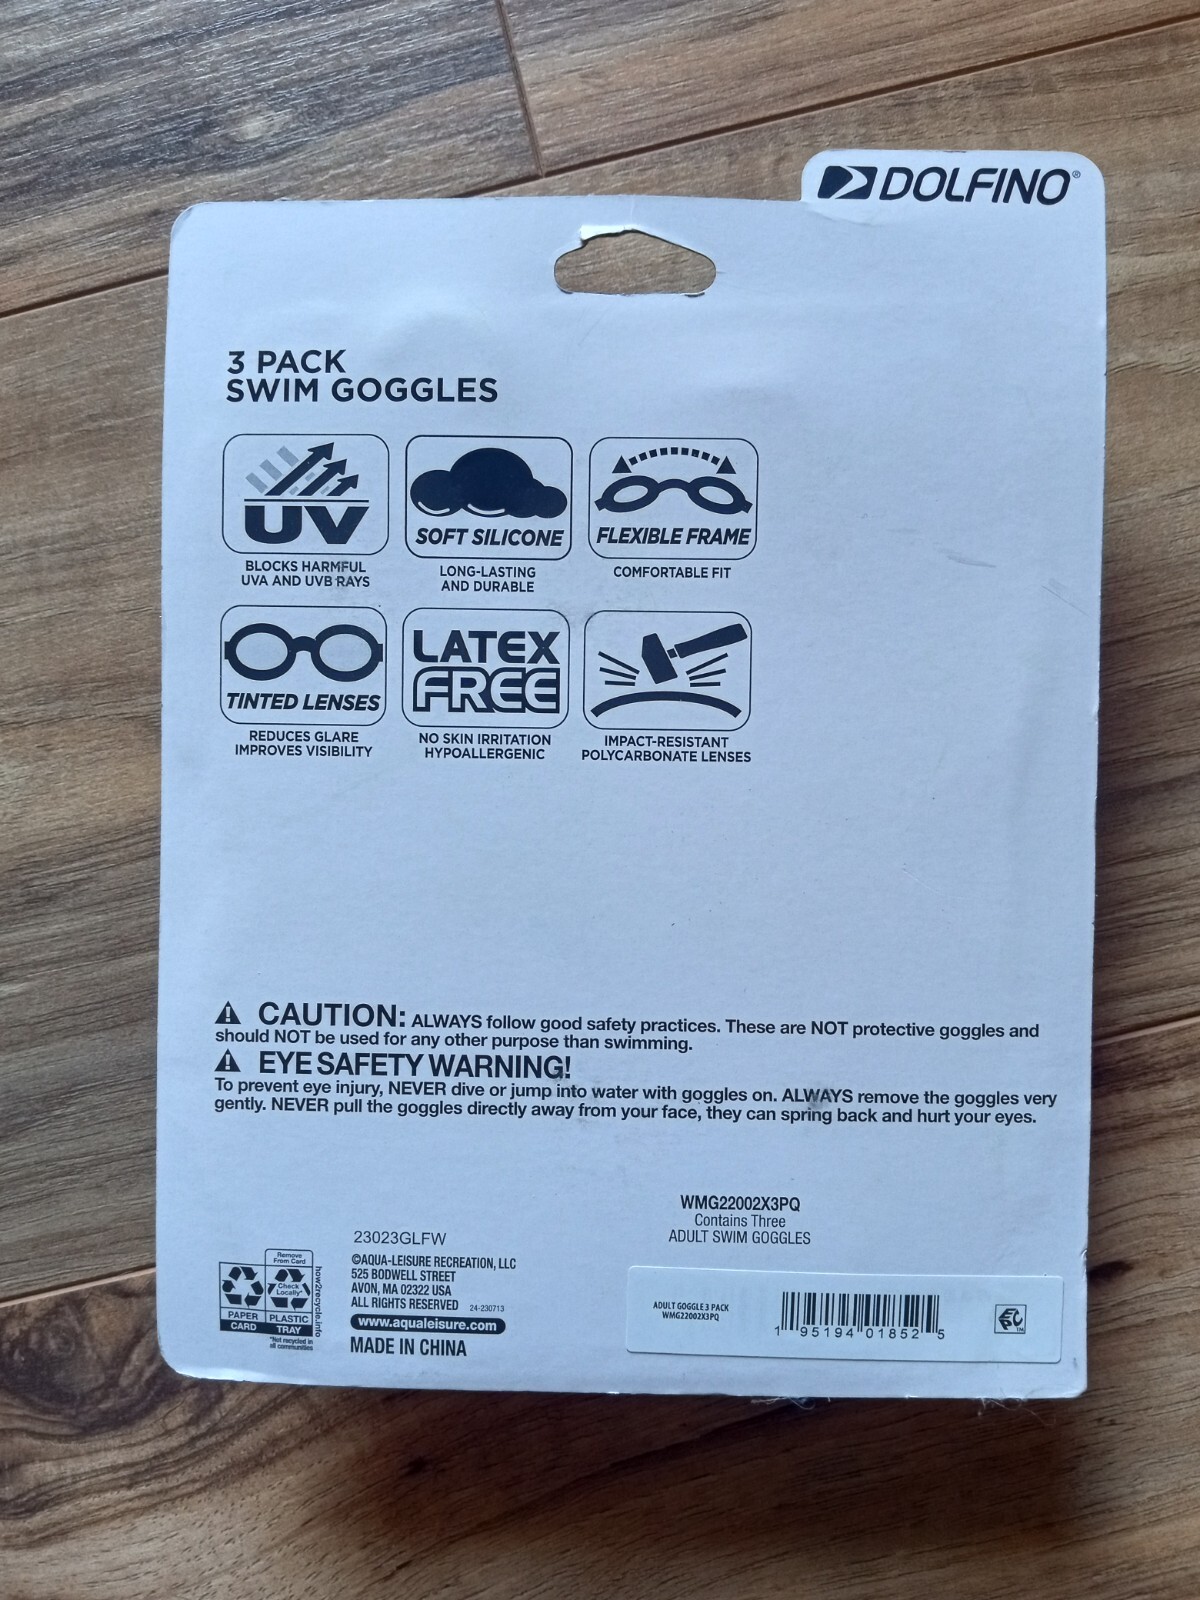 DOLFINO®
3 PACK
SWIM GOGGLES
UV
BLOCKS HARMFUL
UVA AND UVB RAYS
SOFT SILICONE
LONG-LASTING
AND DURABLE
FLEXIBLE FRAME
COMFORTABLE FIT
TINTED LENSES
REDUCES GLARE
IMPROVES VISIBILITY
LATEX
FREE
NO SKIN IRRITATION
HYPOALLERGENIC
IMPACT-RESISTANT
POLYCARBONATE LENSES
CAUTION: ALWAYS follow good safety practices. These are NOT protective goggles and
should NOT be used for any other purpose than swimming.
EYE SAFETY WARNING!
To prevent eye injury, NEVER dive or jump into water with goggles on. ALWAYS remove the goggles very
gently. NEVER pull the goggles directly away from your face, they can spring back and hurt your eyes.
WMG22002X3PQ
Contains Three
ADULT SWIM GOGGLES
23023GLFW
©AQUA-LEISURE RECREATION, LLC
525 BODWELL STREET
AVON, MA 02322 USA
ALL RIGHTS RESERVED 24-230713
www.aqualeisure.com
MADE IN CHINA
Remove
From Card
Check
Locally*
PAPER
CARD
PLASTIC
TRAY
*Not recycled in
all communities
how2recycle.info
ADULT GOGGLE 3 PACK
WMG22002X3PQ
1 95194 01852 5